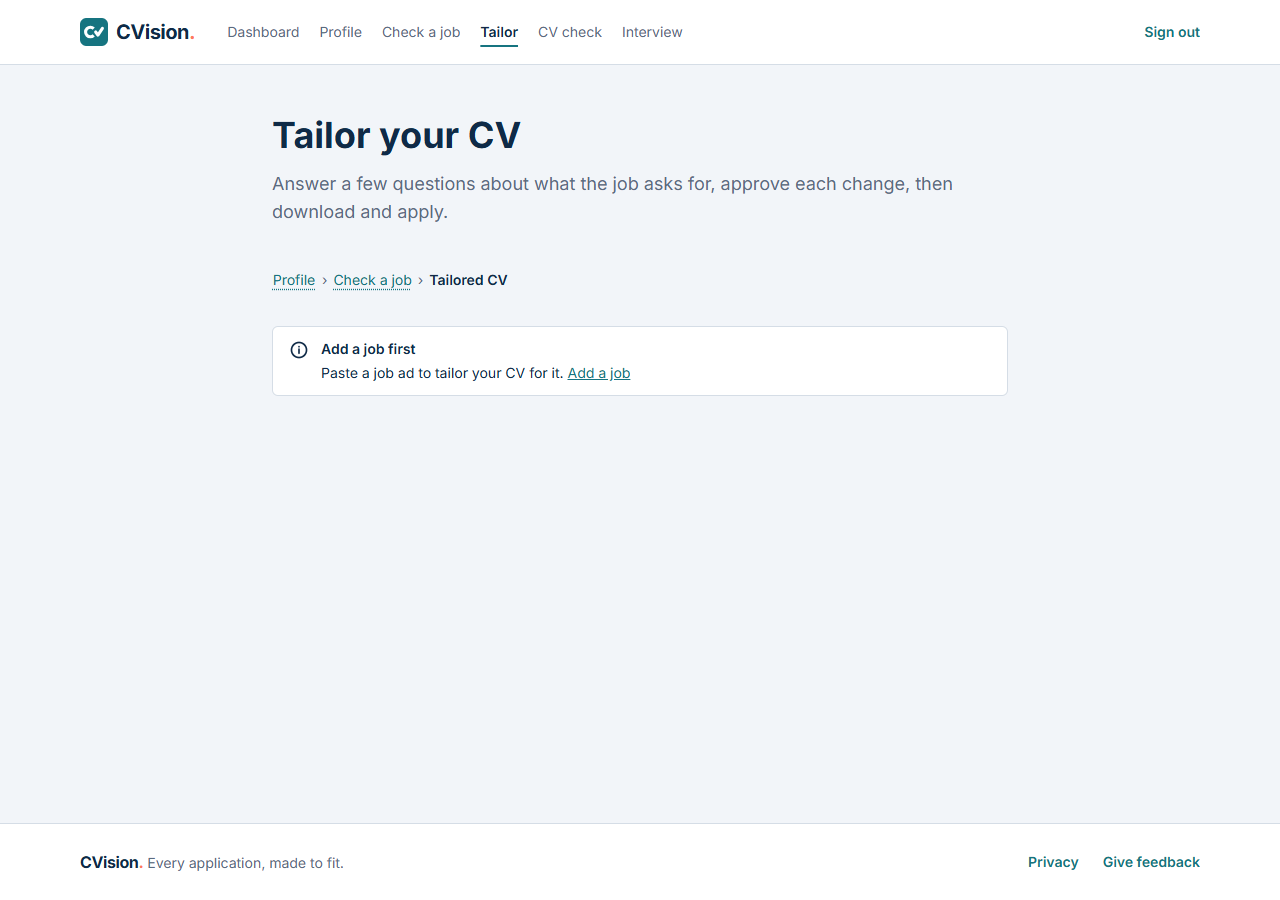 CVision.
Dashboard
Profile
Check a job
Tailor
CV check
Interview
Sign out
Tailor your CV
Answer a few questions about what the job asks for, approve each change, then
download and apply.
Profile › Check a job › Tailored CV
Add a job first
Paste a job ad to tailor your CV for it. Add a job
CVision. Every application, made to fit.
Privacy
Give feedback